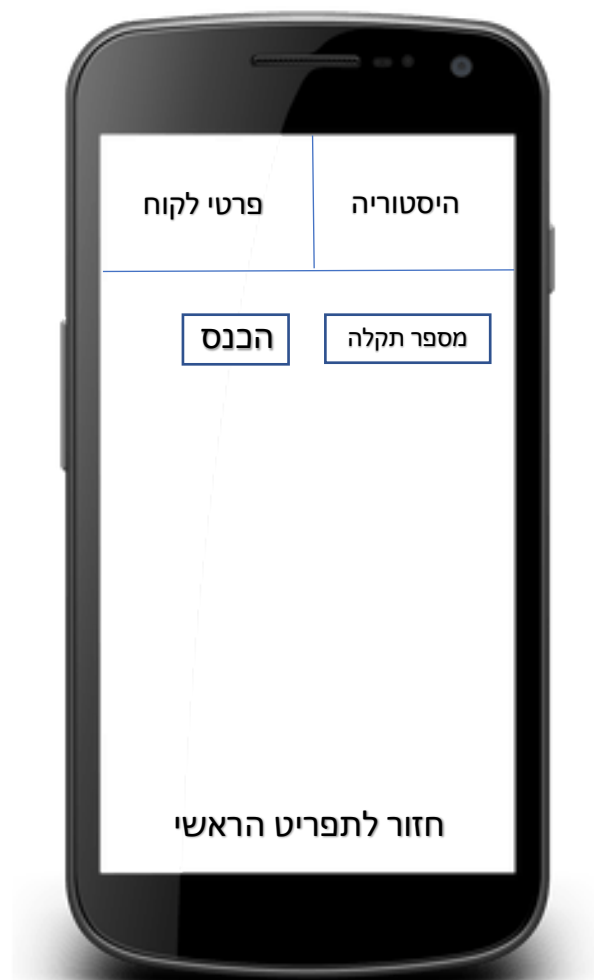 היסטוריה
פרטי לקוח
מספר תקלה
הכנס
חזור לתפריט הראשי